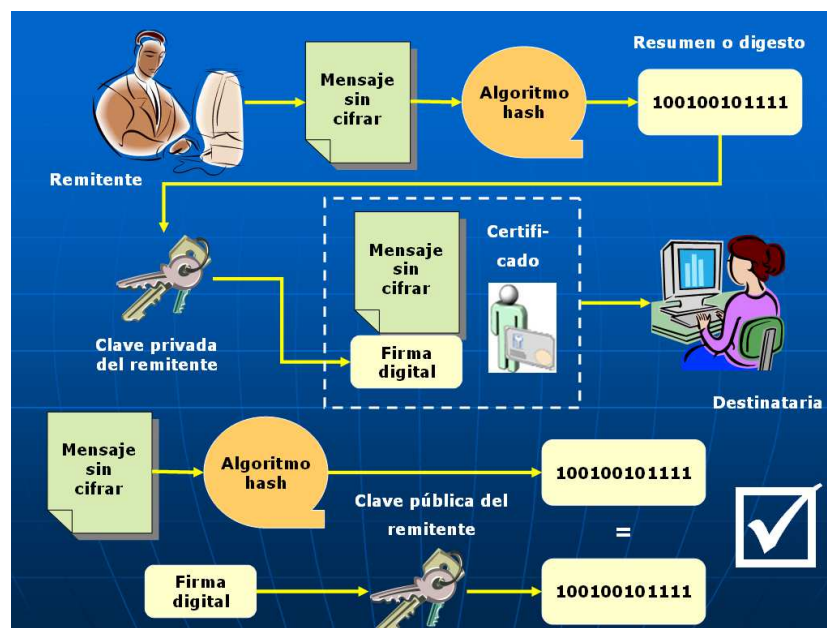 Resumen o digesto
Mensaje
sin
cifrar
Algoritmo
hash
100100101111
Remitente
Mensaje
sin
cifrar
Certifi-
cado
Clave privada
del remitente
Firma
digital
Destinataria
Mensaje
sin
cifrar
Algoritmo
hash
100100101111
Clave pública del
remitente
=
Firma
digital
100100101111